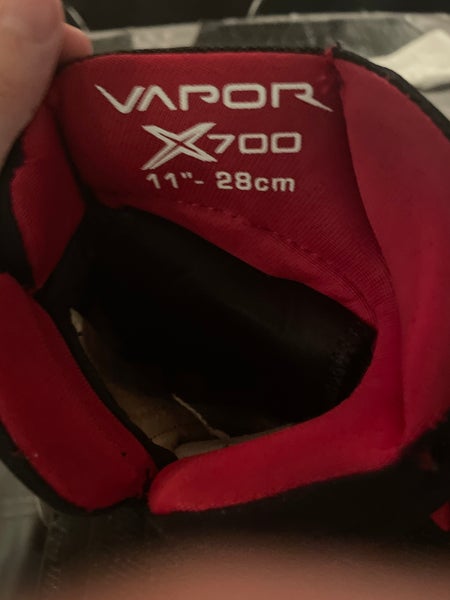 VAPOR
X700
11"- 28cm